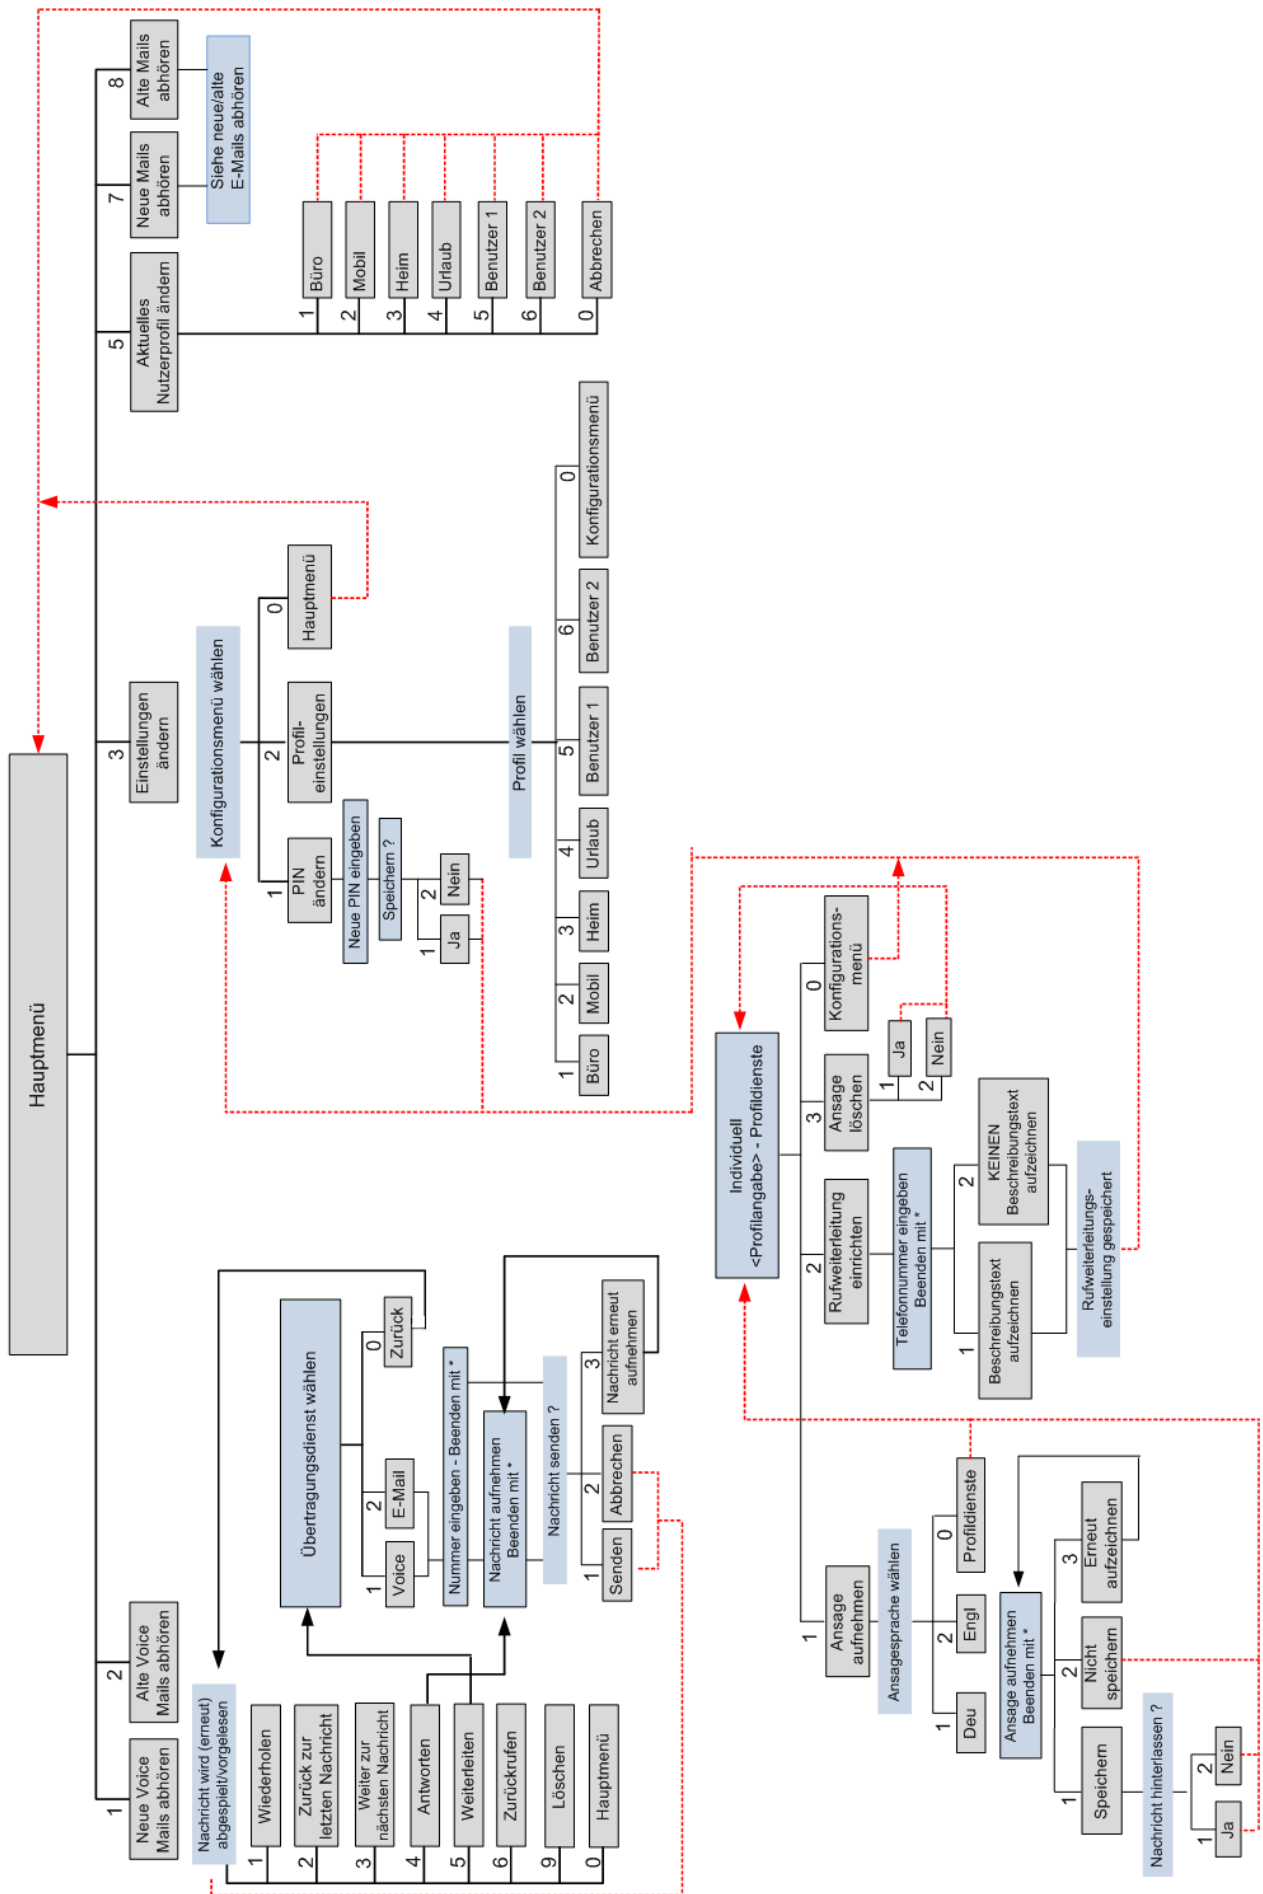 Hauptmenü
1
Neue Voice
Mails abhören
2
Alte Voice
Mails abhören
3
Einstellungen
ändern
5
Aktuelles
Nutzerprofil ändern
7
Neue Mails
abhören
8
Alte Mails
abhören
Nachricht wird (erneut)
abgespielt/vorgelesen
1
Wiederholen
2
Zurück zur
letzten Nachricht
3
Weiter zur
nächsten Nachricht
4
Antworten
5
Weiterleiten
6
Zurückrufen
9
Löschen
0
Hauptmenü
Übertragungsdienst wählen
1
Voice
2
E-Mail
0
Zurück
Nummer eingeben - Beenden mit *
Nachricht aufnehmen
Beenden mit *
Nachricht senden ?
1
Senden
2
Abbrechen
3
Nachricht erneut
aufnehmen
Konfigurationsmenü wählen
1
PIN
ändern
2
Profil-
einstellungen
0
Hauptmenü
Neue PIN eingeben
Speichern ?
1
Ja
2
Nein
Profil wählen
1
Büro
2
Mobil
3
Heim
4
Urlaub
5
Benutzer 1
6
Benutzer 2
0
Konfigurationsmenü
Siehe neue/alte
E-Mails abhören
1
Büro
2
Mobil
3
Heim
4
Urlaub
5
Benutzer 1
6
Benutzer 2
0
Abbrechen
Individuell
<Profilangabe> - Profildienste
1
Ansage
aufnehmen
2
Rufweiterleitung
einrichten
3
Ansage
löschen
0
Konfigurations-
menü
Ansagesprache wählen
1
Deu
2
Engl
0
Profildienste
Ansage aufnehmen
Beenden mit *
1
Speichern
2
Nicht
speichern
3
Erneut
aufzeichnen
Nachricht hinterlassen ?
1
Ja
2
Nein
Telefonnummer eingeben
Beenden mit *
1
Beschreibungstext
aufzeichnen
2
KEINEN
Beschreibungstext
aufzeichnen
Rufweiterleitungs-
einstellung gespeichert
1
Ja
2
Nein